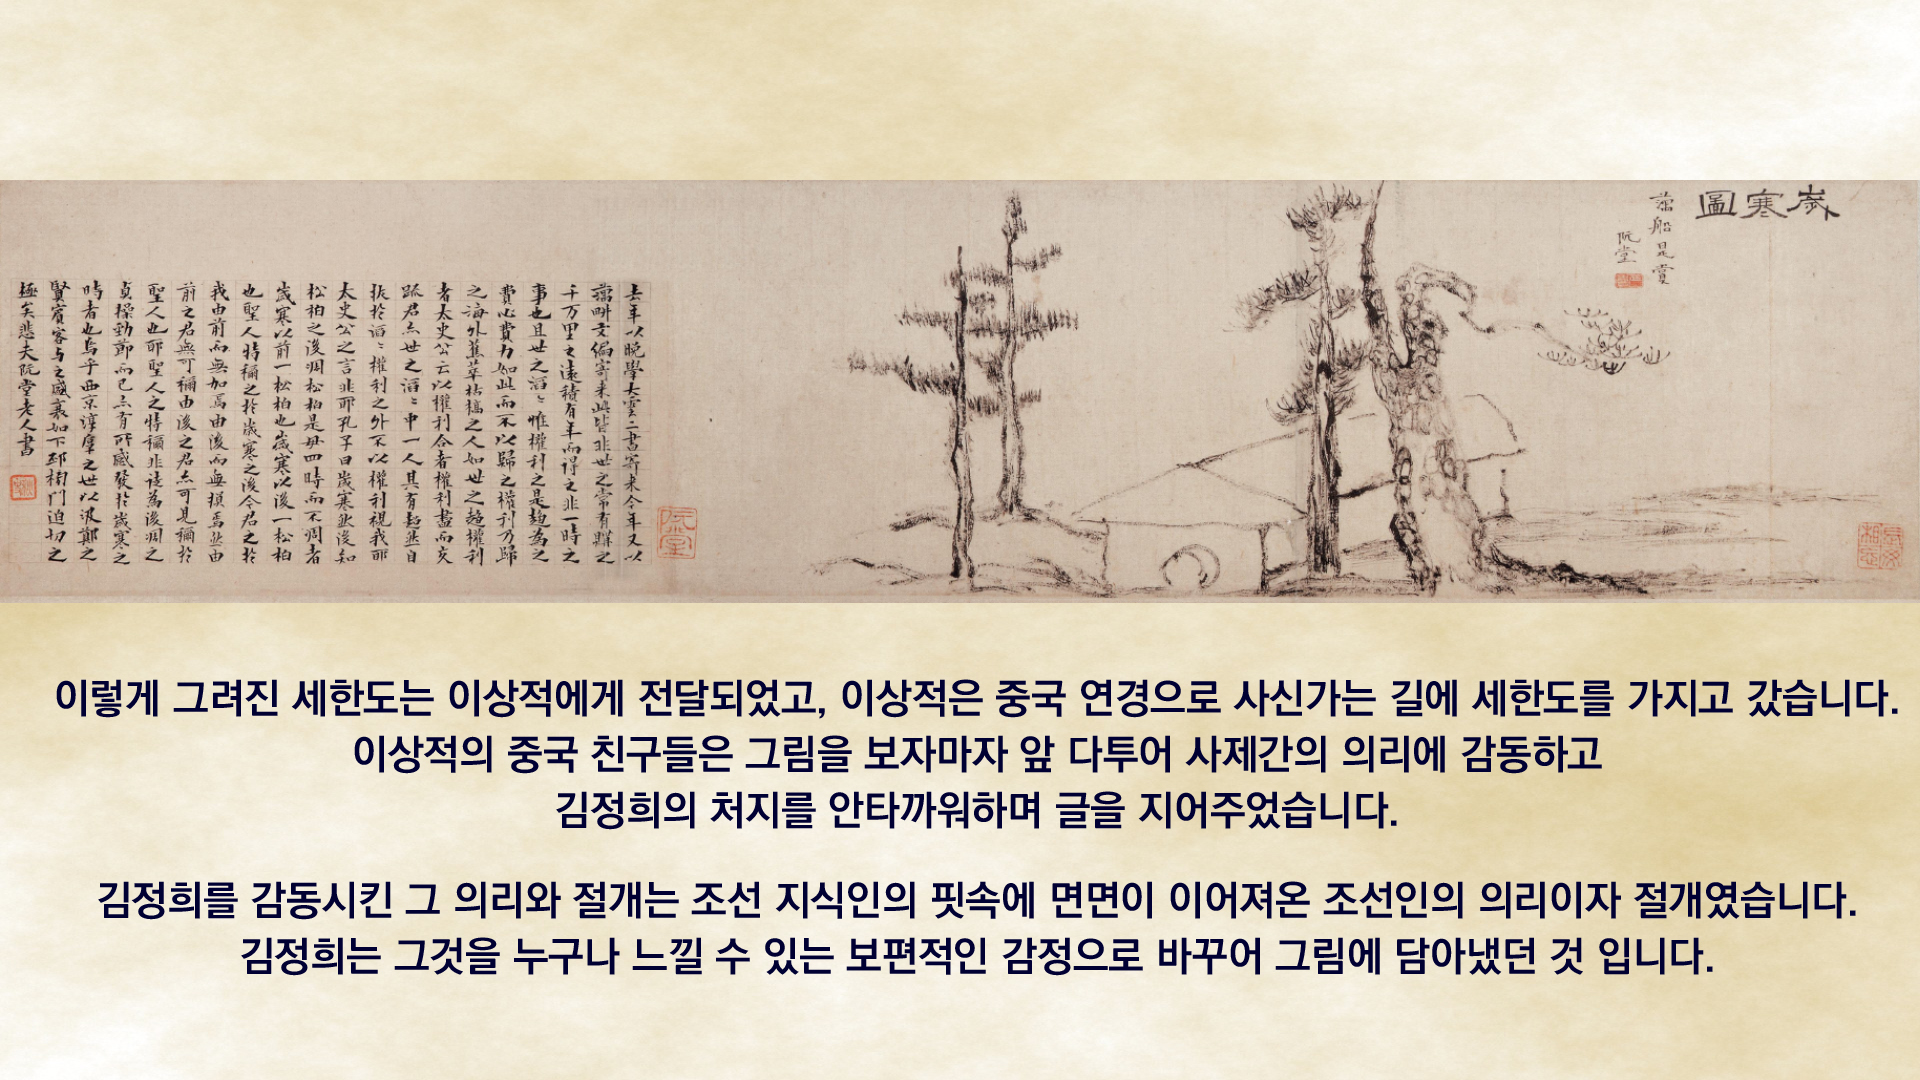 歲寒圖
藕船是賞
阮堂
長毋相忘
阮堂
去年以晚學大雲二書寄來今年又以
藕畊文編寄來此皆非世之常有購之
千万里之遠積有年而得之非一時之
事也且世之滔〻惟權利之是趨為之
費心費力如此而不以歸之權利乃歸
之海外蕉萃枯槁之人如世之趨權利
者太史公云以權利合者權利盡而交
疏君亦世之滔〻中一人其有超然自
拔於滔〻權利之外不以權利視我耶
太史公之言非耶孔子曰歲寒然後知
松柏之後凋松柏是毋四時而不凋者
歲寒以前一松柏也歲寒以後一松柏
也聖人特稱之於歲寒之後今君之於
我由前而無加焉由後而無損焉然由
前之君無可稱由後之君亦可見稱於
聖人也耶聖人之特稱非徒為後凋之
貞操勁節而已亦有所感發於歲寒之
時者也烏乎西京淳厚之世以汲鄭之
賢賓客与之盛衰如下邳榜門迫切之
極矣悲夫阮堂老人書
이렇게 그려진 세한도는 이상적에게 전달되었고, 이상적은 중국 연경으로 사신가는 길에 세한도를 가지고 갔습니다.
이상적의 중국 친구들은 그림을 보자마자 앞 다투어 사제간의 의리에 감동하고
김정희의 처지를 안타까워하며 글을 지어주었습니다.
김정희를 감동시킨 그 의리와 절개는 조선 지식인의 핏속에 면면이 이어져온 조선인의 의리이자 절개였습니다.
김정희는 그것을 누구나 느낄 수 있는 보편적인 감정으로 바꾸어 그림에 담아냈던 것 입니다.